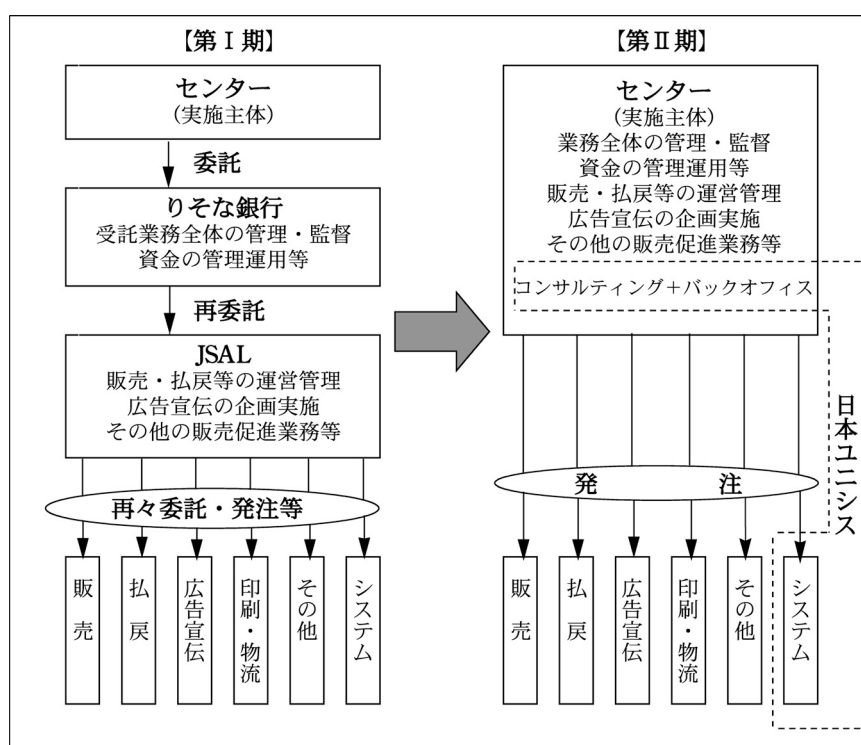 【第Ⅰ期】
センター
(実施主体)
委託
りそな銀行
受託業務全体の管理・監督
資金の管理運用等
再委託
JSAL
販売・払戻等の運営管理
広告宣伝の企画実施
その他の販売促進業務等
再々委託・発注等
販売
払戻
広告宣伝
印刷・物流
その他
システム
【第Ⅱ期】
センター
(実施主体)
業務全体の管理・監督
資金の管理運用等
販売・払戻等の運営管理
広告宣伝の企画実施
その他の販売促進業務等
コンサルティング+バックオフィス
日本ユニシス
発注
販売
払戻
広告宣伝
印刷・物流
その他
システム